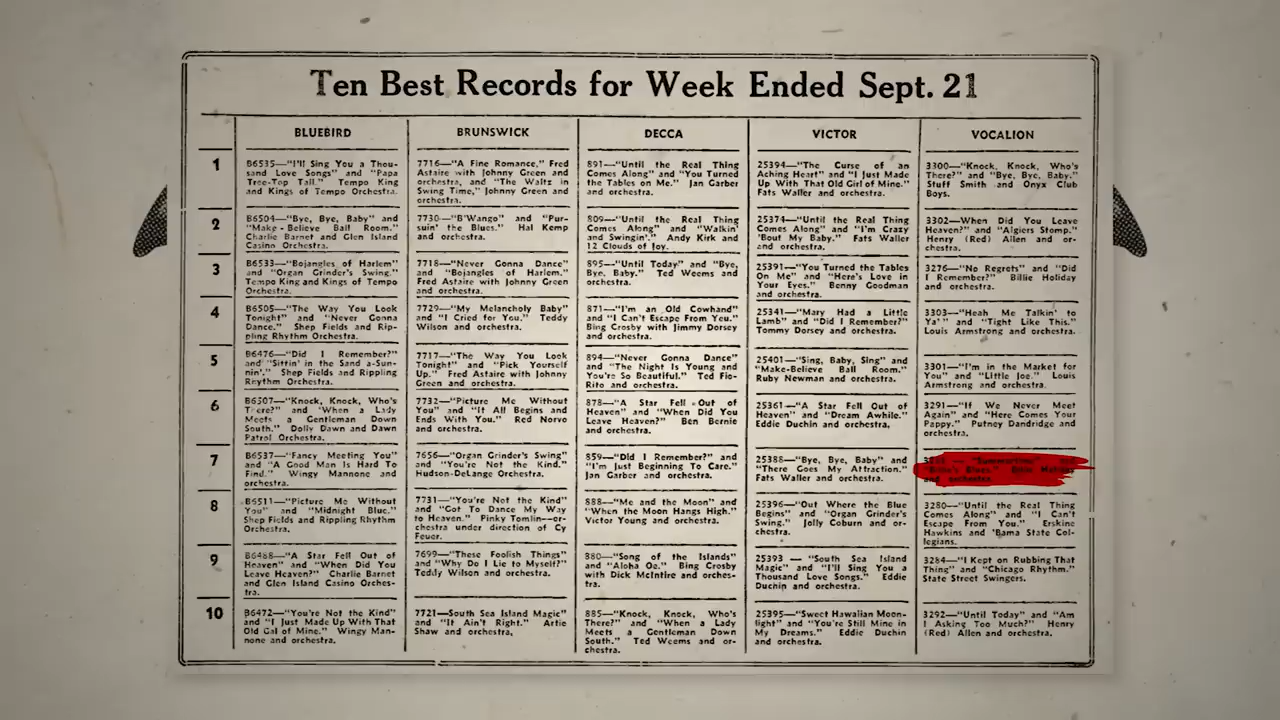 Ten Best Records for Week Ended Sept. 21
BLUEBIRD
BRUNSWICK
DECCA
VICTOR
VOCALION
1
B6535—"I'll Sing You a Thou-
sand Love Songs" and "Papa
Tree-Top Tall." Tempo King
and Kings of Tempo Orchestra.
7716—"A Fine Romance," Fred
Astaire with Johnny Green and
orchestra, and "The Waltz in
Swing Time," Johnny Green and
orchestra.
891—"Until the Real Thing
Comes Along" and "You Turned
the Tables on Me." Jan Garber
and orchestra.
25394—"The Curse of an
Aching Heart" and "I Just Made
Up With That Old Girl of Mine."
Fats Waller and orchestra.
3300—"Knock, Knock, Who's
There?" and "Bye, Bye, Baby."
Stuff Smith and Onyx Club
Boys.
2
B6504—"Bye, Bye, Baby" and
"Make-Believe Ball Room."
Charlie Barnet and Glen Island
Casino Orchestra.
7730—"B'Wango" and "Pur-
suin' the Blues." Hal Kemp
and orchestra.
809—"Until the Real Thing
Comes Along" and "Walkin'
and Swingin'." Andy Kirk and
12 Clouds of Joy.
25374—"Until the Real Thing
Comes Along" and "I'm Crazy
'Bout My Baby." Fats Waller
and orchestra.
3302—When Did You Leave
Heaven?" and "Algiers Stomp."
Henry (Red) Allen and or-
chestra.
3
B6533—"Bojangles of Harlem"
and "Organ Grinder's Swing."
Tempo King and Kings of Tempo
Orchestra.
7718—"Never Gonna Dance"
and "Bojangles of Harlem."
Fred Astaire with Johnny Green
and orchestra.
895—"Until Today" and "Bye,
Bye, Baby." Ted Weems and
orchestra.
25391—"You Turned the Tables
On Me" and "Here's Love in
Your Eyes." Benny Goodman
and orchestra.
3276—"No Regrets" and "Did
I Remember?" Billie Holiday
and orchestra.
4
B6505—"The Way You Look
Tonight" and "Never Gonna
Dance." Shep Fields and Rip-
pling Rhythm Orchestra.
7729—"My Melancholy Baby"
and "I Cried for You." Teddy
Wilson and orchestra.
871—"I'm an Old Cowhand"
and "I Can't Escape From You."
Bing Crosby with Jimmy Dorsey
and orchestra.
25341—"Mary Had a Little
Lamb" and "Did I Remember?"
Tommy Dorsey and orchestra.
3303—"Heah Me Talkin' to
Ya'" and "Tight Like This."
Louis Armstrong and orchestra.
5
B6476—"Did I Remember?"
and "Sittin' in the Sand a-Sun-
nin'." Shep Fields and Rippling
Rhythm Orchestra.
7717—"The Way You Look
Tonight" and "Pick Yourself
Up." Fred Astaire with Johnny
Green and orchestra.
894—"Never Gonna Dance"
and "The Night Is Young and
You're So Beautiful." Ted Fio-
Rito and orchestra.
25401—"Sing, Baby, Sing" and
"Make-Believe Ball Room."
Ruby Newman and orchestra.
3301—"I'm in the Market for
You" and "Little Joe." Louis
Armstrong and orchestra.
6
B6507—"Knock, Knock, Who's
There?" and 'When a Lady
Meets a Gentleman Down
South." Dolly Dawn and Dawn
Patrol Orchestra.
7732—"Picture Me Without
You" and "It All Begins and
Ends With You." Red Norvo
and orchestra.
878—"A Star Fell Out of
Heaven" and "When Did You
Leave Heaven?" Ben Bernie
and orchestra.
25361—"A Star Fell Out of
Heaven" and "Dream Awhile."
Eddie Duchin and orchestra.
3291—"If We Never Meet
Again" and "Here Comes Your
Pappy." Putney Dandridge and
orchestra.
7
B6537—"Fancy Meeting You"
and "A Good Man Is Hard To
Find." Wingy Mannone and
orchestra.
7656—"Organ Grinder's Swing"
and "You're Not the Kind."
Hudson-DeLange Orchestra.
859—"Did I Remember?" and
"I'm Just Beginning To Care."
Jan Garber and orchestra.
25388—"Bye, Bye, Baby" and
"There Goes My Attraction."
Fats Waller and orchestra.
"Summertime" and
"Billie's Blues." Billie Holiday
and orchestra.
8
B6511—"Picture Me Without
You" and "Midnight Blue."
Shep Fields and Rippling Rhythm
Orchestra.
7731—"You're Not the Kind"
and "Got To Dance My Way
to Heaven." Pinky Tomlin—or-
chestra under direction of Cy
Feuer.
888—"Me and the Moon" and
"When the Moon Hangs High."
Victor Young and orchestra.
25396—"Out Where the Blue
Begins" and "Organ Grinder's
Swing." Jolly Coburn and or-
chestra.
3280—"Until the Real Thing
Comes Along" and "I Can't
Escape From You." Erskine
Hawkins and 'Bama State Col-
legians.
9
B6488—"A Star Fell Out of
Heaven" and "When Did You
Leave Heaven?" Charlie Barnet
and Glen Island Casino Orches-
tra.
7699—"These Foolish Things"
and "Why Do I Lie to Myself?"
Teddy Wilson and orchestra.
880—"Song of the Islands"
and "Aloha Oe." Bing Crosby
with Dick McIntire and orches-
tra.
25393 — "South Sea Island
Magic" and "I'll Sing You a
Thousand Love Songs." Eddie
Duchin and orchestra.
3284—"I Kept on Rubbing That
Thing" and "Chicago Rhythm."
State Street Swingers.
10
B6472—"You're Not the Kind"
and "I Just Made Up With That
Old Gal of Mine." Wingy Man-
none and orchestra.
7721—South Sea Island Magic"
and "It Ain't Right." Artie
Shaw and orchestra,
885—"Knock, Knock, Who's
There?" and "When a Lady
Meets a Gentleman Down
South." Ted Weems and or-
chestra.
25395—"Sweet Hawaiian Moon-
light" and "You're Still Mine in
My Dreams." Eddie Duchin
and orchestra.
3292—"Until Today" and "Am
I Asking Too Much?" Henry
(Red) Allen and orchestra.